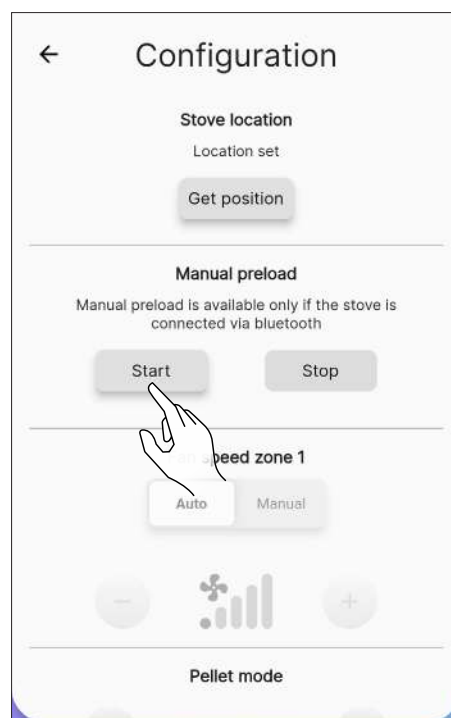 Configuration
Stove location
Location set
Get position
Manual preload
Manual preload is available only if the stove is
connected via bluetooth
Start Stop
speed zone 1
Auto Manual
Pellet mode